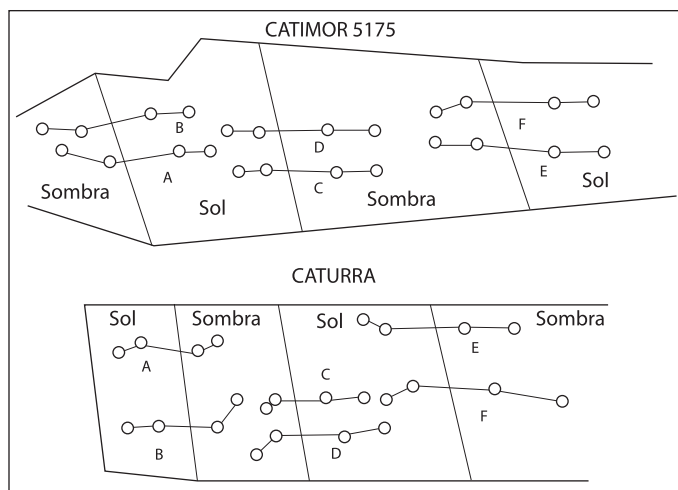 CATIMOR 5175
B
F
D
A
E
C
Sombra
Sol
Sombra
Sol
CATURRA
Sol
Sombra
Sol
Sombra
E
A
C
F
B
D